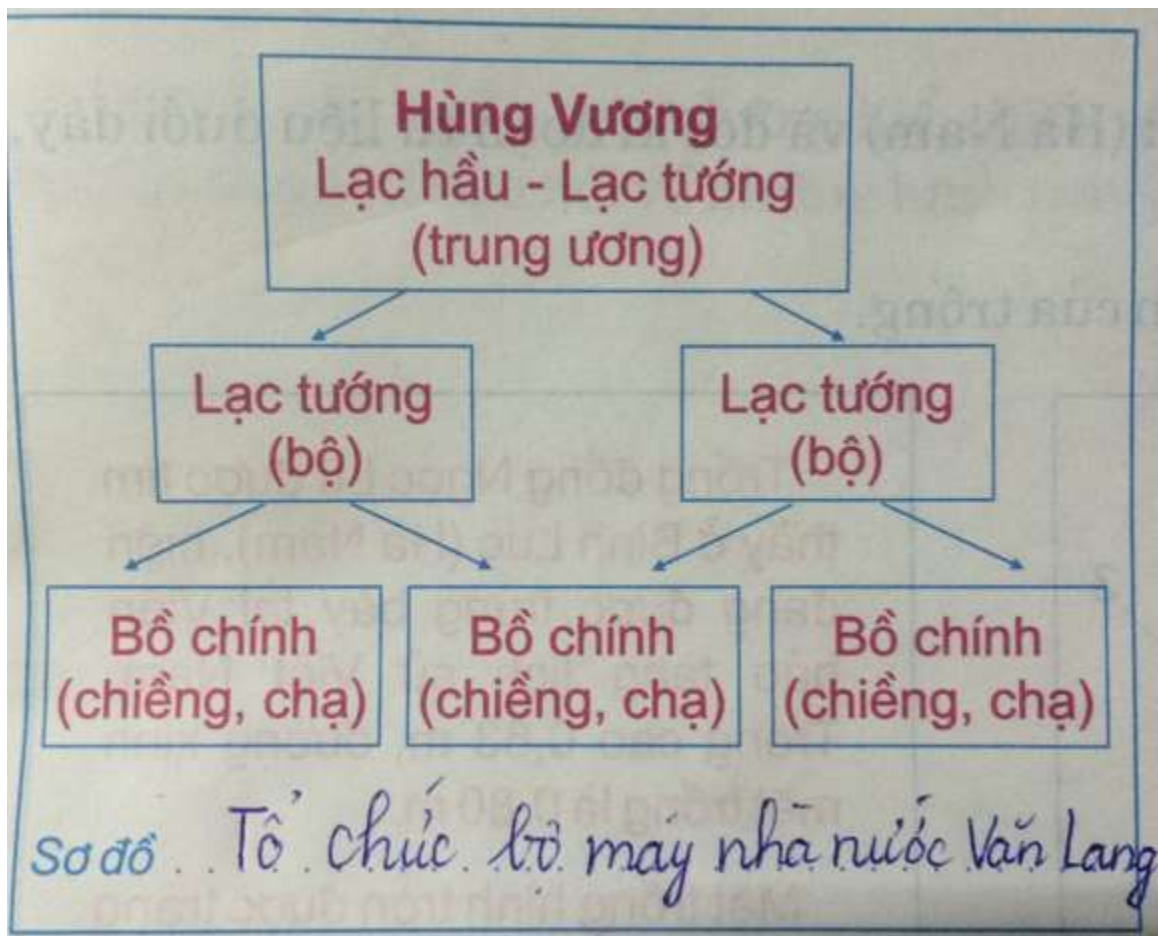 Hùng Vương
Lạc hầu - Lạc tướng
(trung ương)
Lạc tướng
(bộ)
Lạc tướng
(bộ)
Bồ chính
(chiềng, chạ)
Bồ chính
(chiềng, chạ)
Bồ chính
(chiềng, chạ)
Sơ đồ . . Tổ chức bộ máy nhà nước Văn Lang